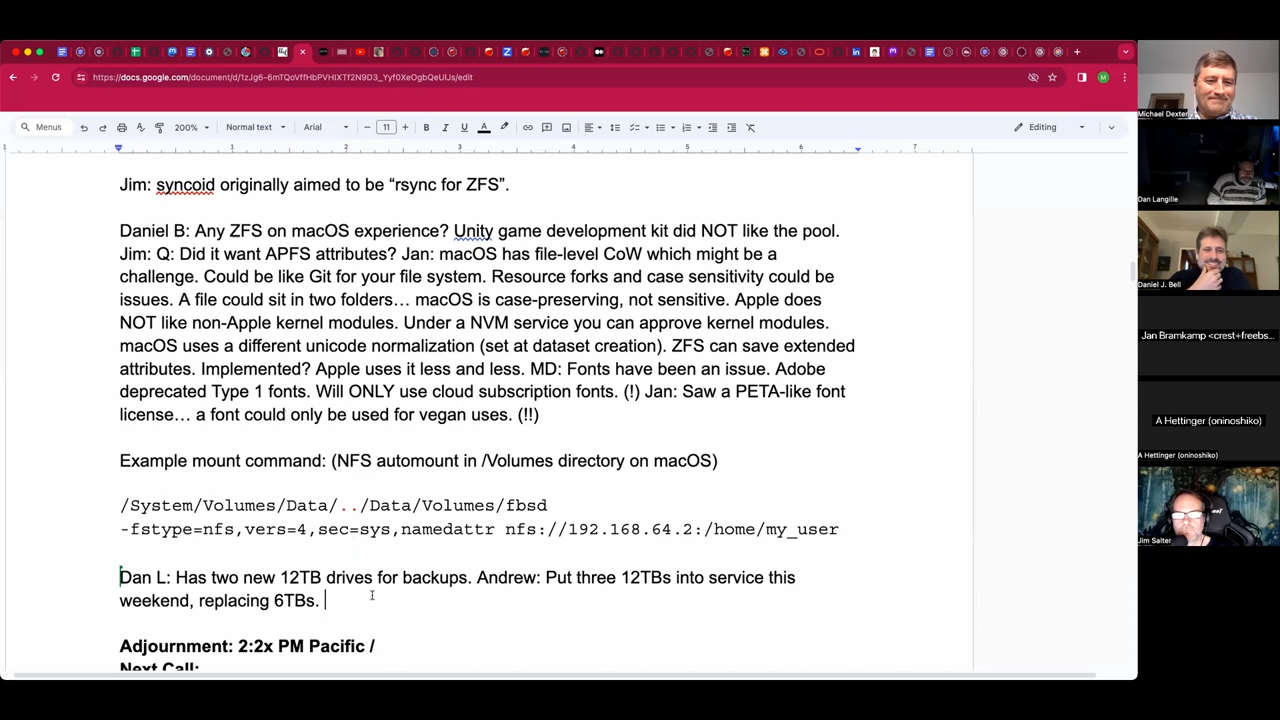 https://docs.google.com/document/d/1zJg6-6mTQoVffHbPVHIXTf2N9D3_Yyf0XeOgbQeUIJs/edit
Menus
200%
Normal text
Arial
11
Editing
1
1
2
3
4
5
6
7
Jim: syncoid originally aimed to be “rsync for ZFS”.
Daniel B: Any ZFS on macOS experience? Unity game development kit did NOT like the pool.
Jim: Q: Did it want APFS attributes? Jan: macOS has file-level CoW which might be a
challenge. Could be like Git for your file system. Resource forks and case sensitivity could be
issues. A file could sit in two folders… macOS is case-preserving, not sensitive. Apple does
NOT like non-Apple kernel modules. Under a NVM service you can approve kernel modules.
macOS uses a different unicode normalization (set at dataset creation). ZFS can save extended
attributes. Implemented? Apple uses it less and less. MD: Fonts have been an issue. Adobe
deprecated Type 1 fonts. Will ONLY use cloud subscription fonts. (!) Jan: Saw a PETA-like font
license… a font could only be used for vegan uses. (!!)
Example mount command: (NFS automount in /Volumes directory on macOS)
/System/Volumes/Data/../Data/Volumes/fbsd
-fstype=nfs,vers=4,sec=sys,namedattr nfs://192.168.64.2:/home/my_user
Dan L: Has two new 12TB drives for backups. Andrew: Put three 12TBs into service this
weekend, replacing 6TBs.
Adjournment: 2:2x PM Pacific /
Next Call:
Michael Dexter
Dan Langille
Daniel J. Bell
Jan Bramkamp <crest+freebs...
A Hettinger (oninoshiko)
A Hettinger (oninoshiko)
Jim Salter